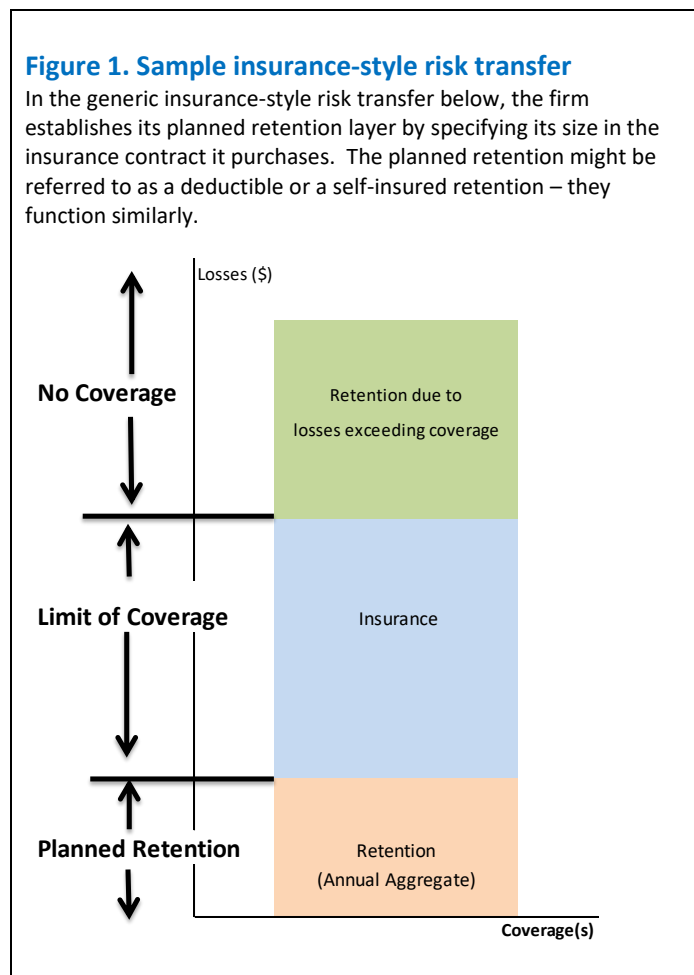 Figure 1. Sample insurance-style risk transfer
In the generic insurance-style risk transfer below, the firm
establishes its planned retention layer by specifying its size in the
insurance contract it purchases.  The planned retention might be
referred to as a deductible or a self-insured retention – they
function similarly.
Losses ($)
No Coverage
Retention due to
losses exceeding coverage
Limit of Coverage
Insurance
Planned Retention
Retention
(Annual Aggregate)
Coverage(s)